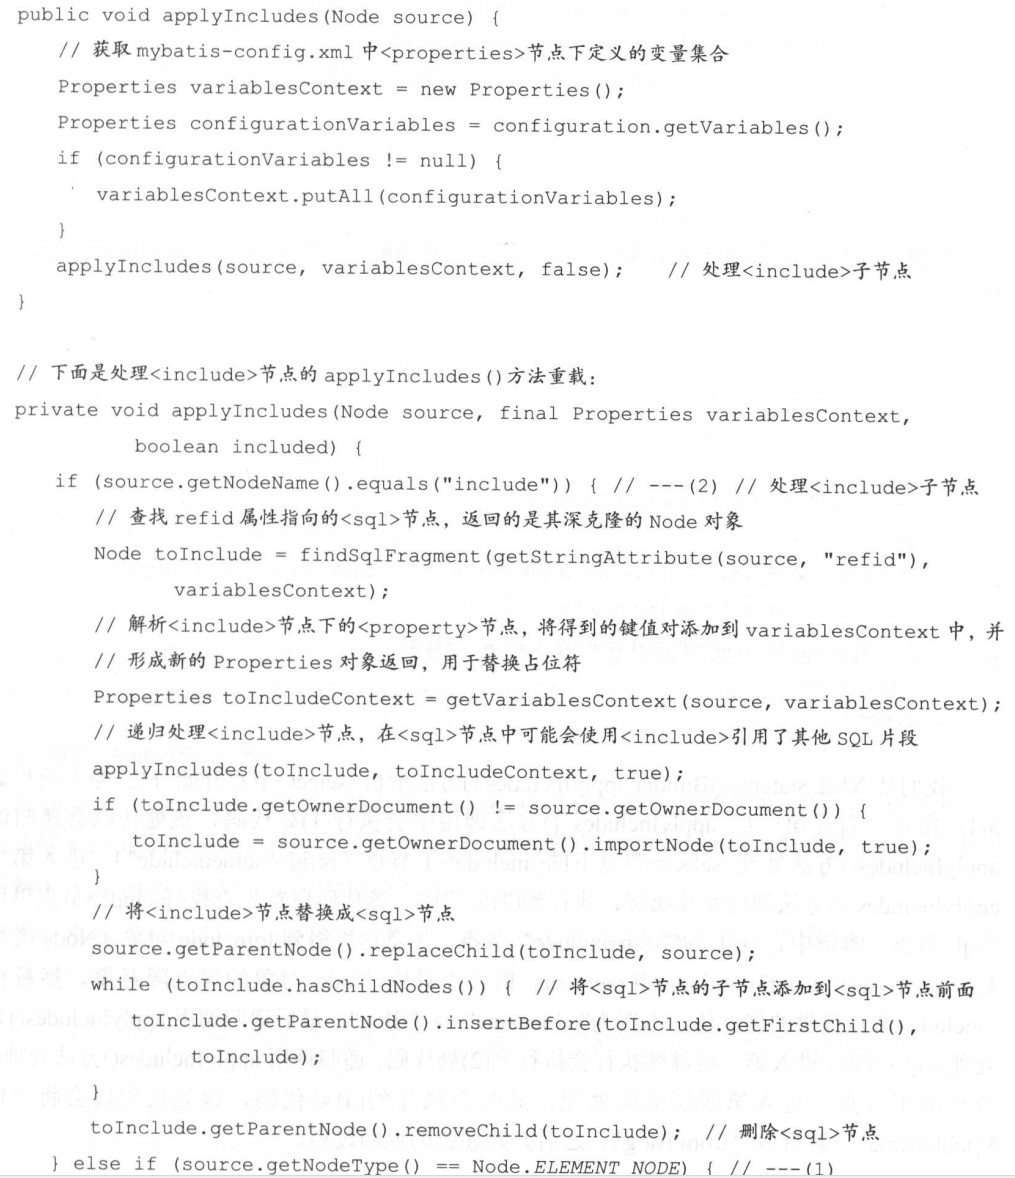 public void applyIncludes(Node source) {
// 获取 mybatis-config.xml 中<properties>节点下定义的变量集合
Properties variablesContext = new Properties();
Properties configurationVariables = configuration.getVariables();
if (configurationVariables != null) {
variablesContext.putAll(configurationVariables);
}
applyIncludes(source, variablesContext, false); // 处理<include>子节点
}
// 下面是处理<include>节点的 applyIncludes()方法重载:
private void applyIncludes(Node source, final Properties variablesContext,
boolean included) {
if (source.getNodeName().equals("include")) { // ---(2) // 处理<include>子节点
// 查找 refid 属性指向的<sql>节点，返回的是其深克隆的 Node 对象
Node toInclude = findSqlFragment(getStringAttribute(source, "refid"),
variablesContext);
// 解析<include>节点下的<property>节点，将得到的键值对添加到 variablesContext 中，并
// 形成新的 Properties 对象返回，用于替换占位符
Properties toIncludeContext = getVariablesContext(source, variablesContext);
// 递归处理<include>节点，在<sql>节点中可能会使用<include>引用了其他 SQL 片段
applyIncludes(toInclude, toIncludeContext, true);
if (toInclude.getOwnerDocument() != source.getOwnerDocument()) {
toInclude = source.getOwnerDocument().importNode(toInclude, true);
}
// 将<include>节点替换成<sql>节点
source.getParentNode().replaceChild(toInclude, source);
while (toInclude.hasChildNodes()) { // 将<sql>节点的子节点添加到<sql>节点前面
toInclude.getParentNode().insertBefore(toInclude.getFirstChild(),
toInclude);
}
toInclude.getParentNode().removeChild(toInclude); // 删除<sql>节点
} else if (source.getNodeType() == Node.ELEMENT_NODE) { // ---(1)